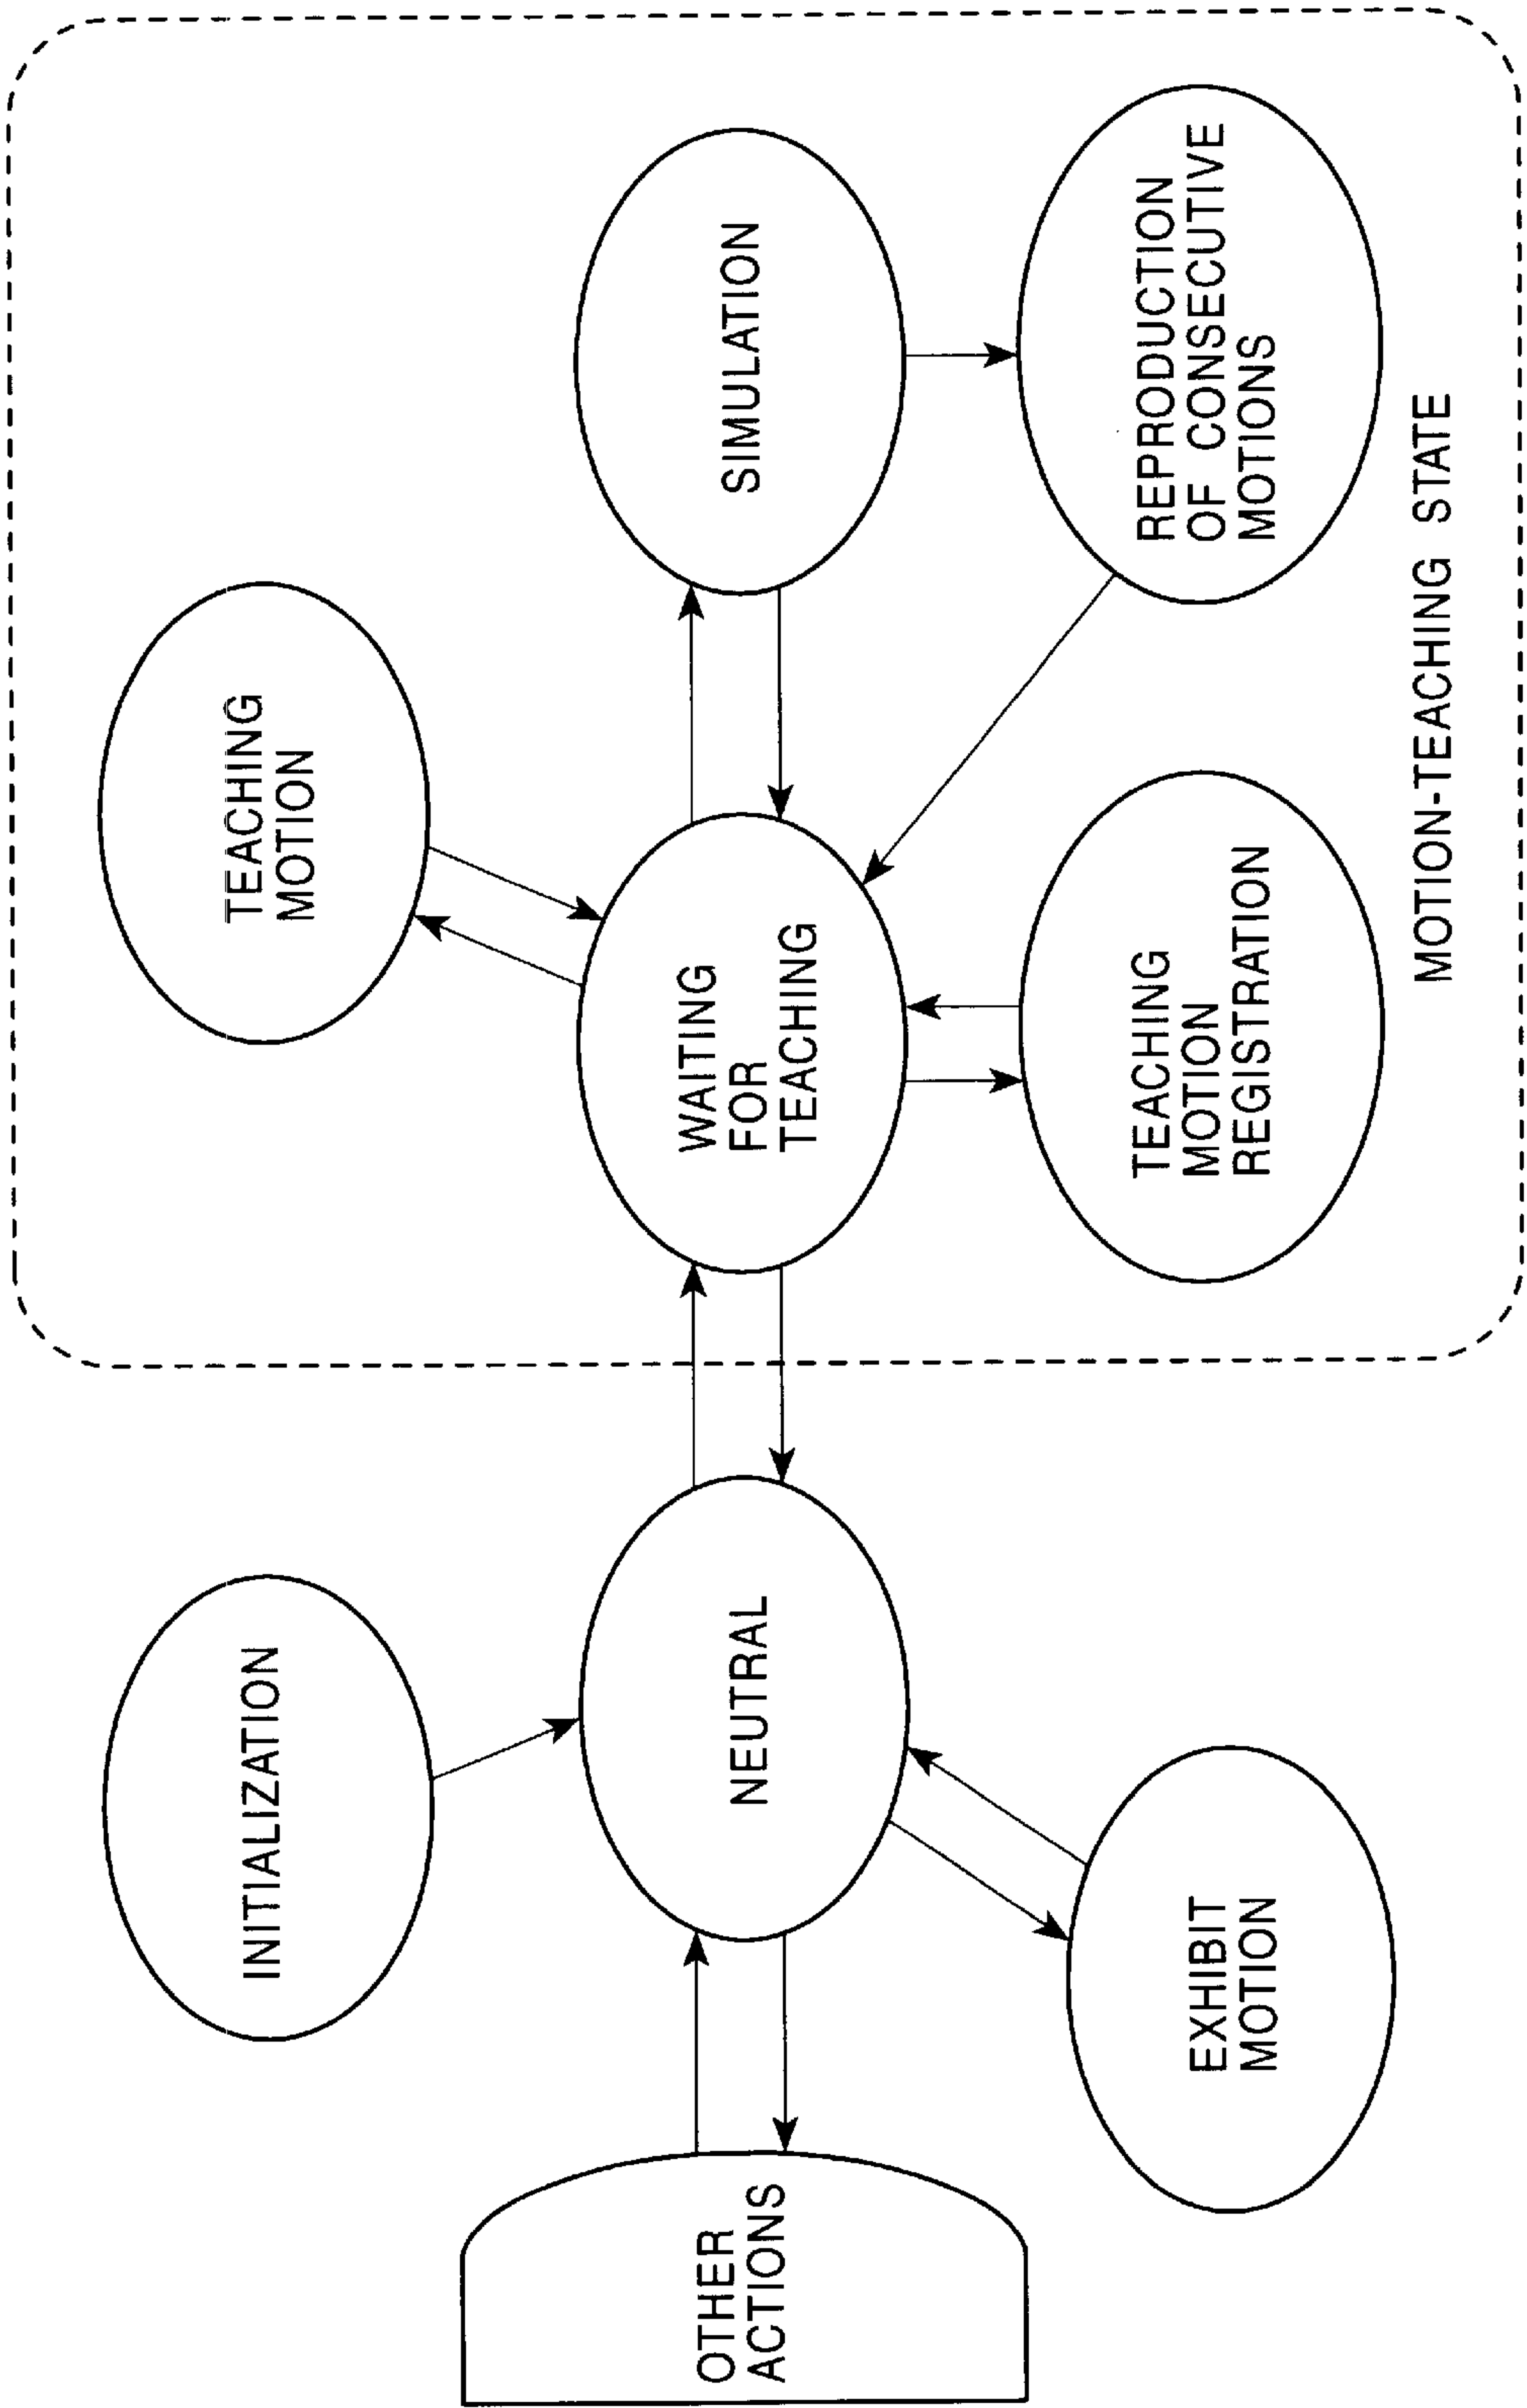 INITIALIZATION
TEACHING
MOTION
OTHER
ACTIONS
NEUTRAL
WAITING
FOR
TEACHING
SIMULATION
EXHIBIT
MOTION
TEACHING
MOTION
REGISTRATION
REPRODUCTION
OF CONSECUTIVE
MOTIONS
MOTION-TEACHING STATE